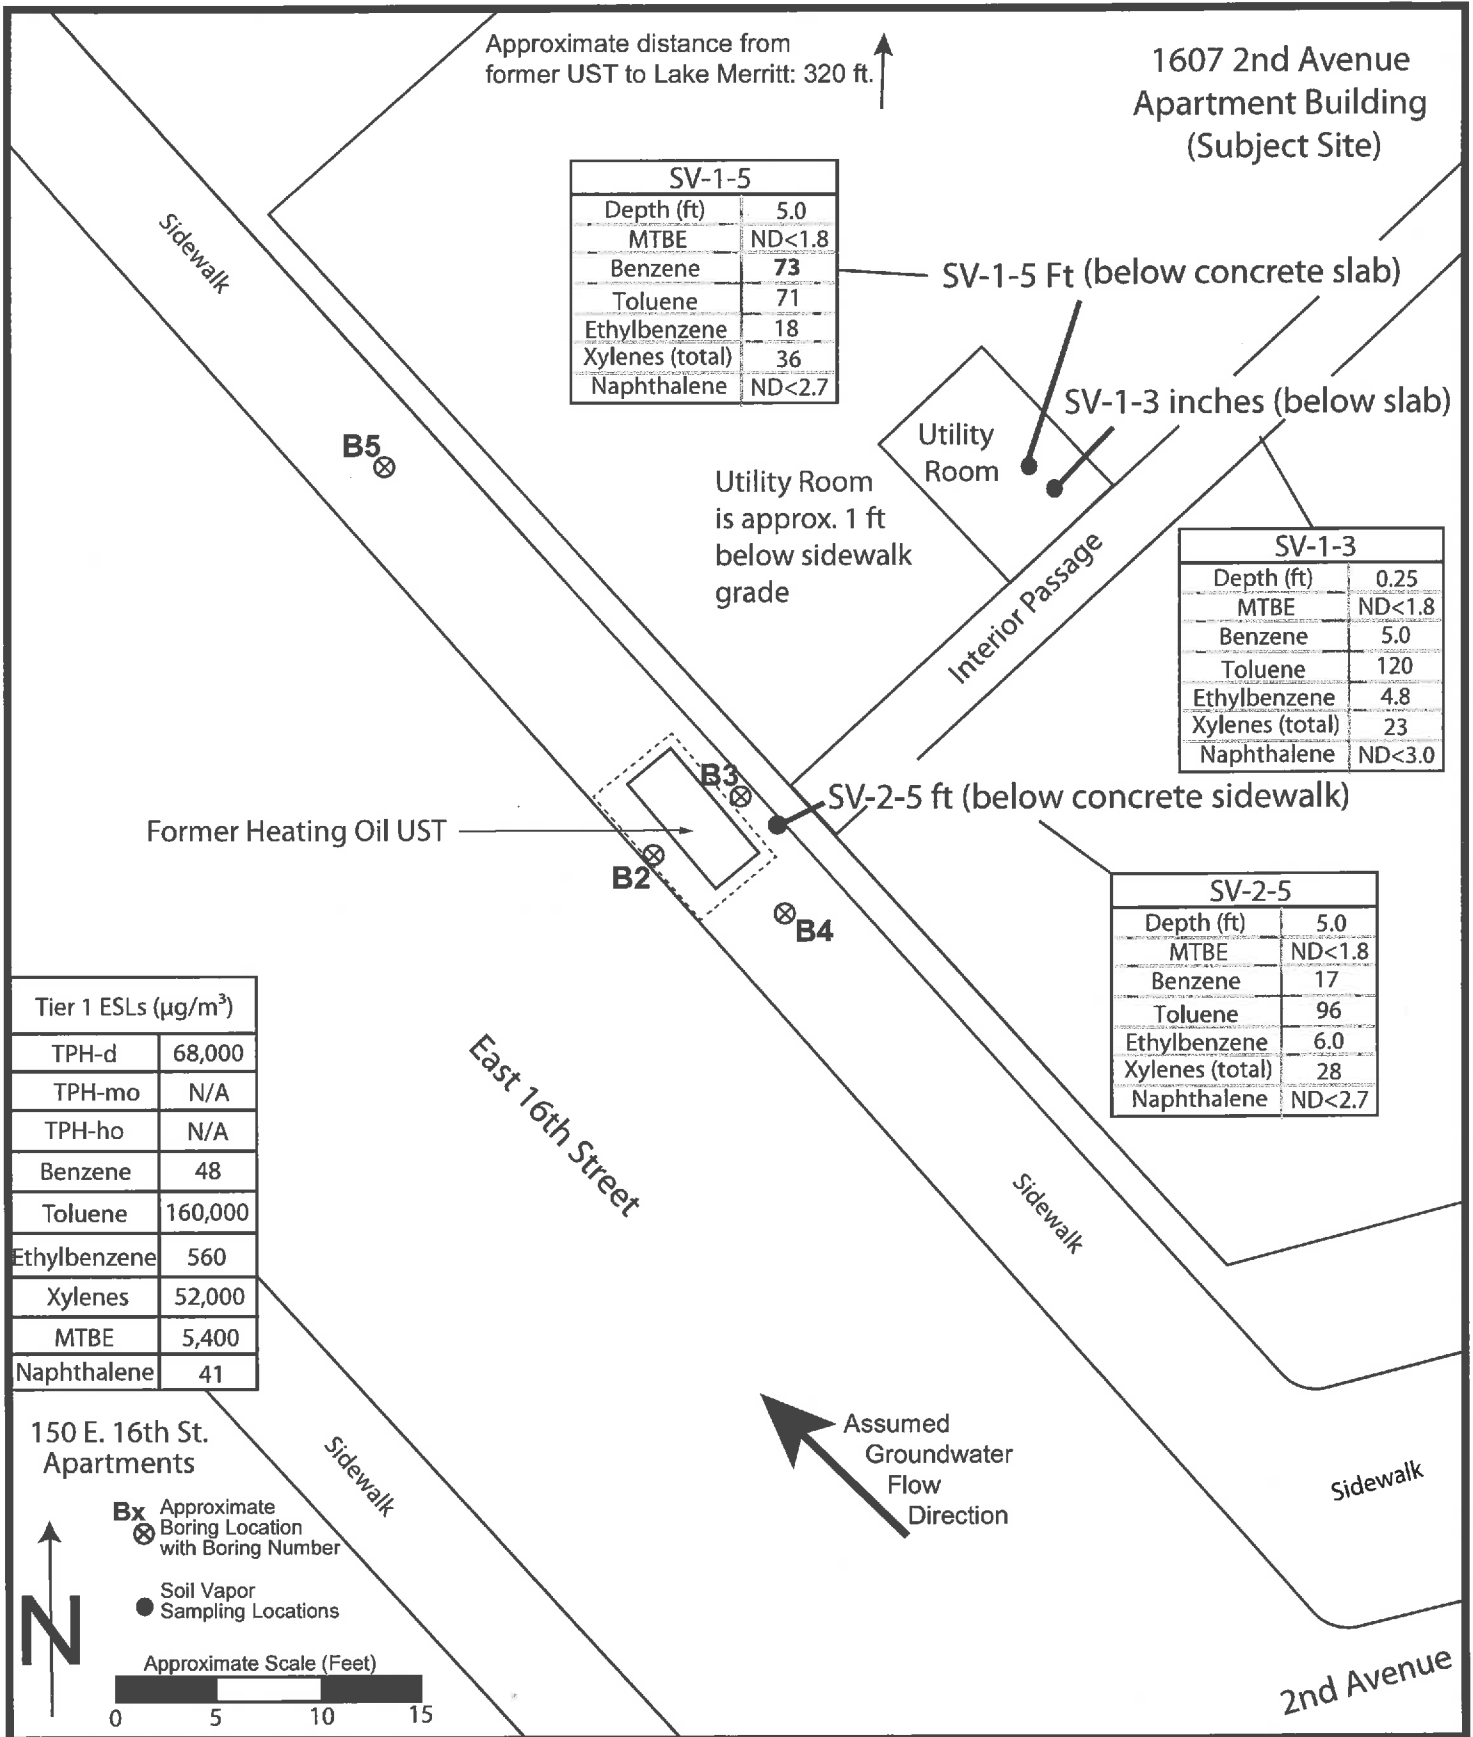 Approximate distance from
former UST to Lake Merritt: 320 ft.
1607 2nd Avenue
Apartment Building
(Subject Site)
Sidewalk
SV-1-5
Depth (ft) 5.0
MTBE ND<1.8
Benzene 73
Toluene 71
Ethylbenzene 18
Xylenes (total) 36
Naphthalene ND<2.7
SV-1-5 Ft (below concrete slab)
SV-1-3 inches (below slab)
Utility
Room
B5
Utility Room
is approx. 1 ft
below sidewalk
grade
Interior Passage
SV-1-3
Depth (ft) 0.25
MTBE ND<1.8
Benzene 5.0
Toluene 120
Ethylbenzene 4.8
Xylenes (total) 23
Naphthalene ND<3.0
B3
SV-2-5 ft (below concrete sidewalk)
Former Heating Oil UST
B2
B4
SV-2-5
Depth (ft) 5.0
MTBE ND<1.8
Benzene 17
Toluene 96
Ethylbenzene 6.0
Xylenes (total) 28
Naphthalene ND<2.7
Tier 1 ESLs (µg/m³)
TPH-d 68,000
TPH-mo N/A
TPH-ho N/A
Benzene 48
Toluene 160,000
Ethylbenzene 560
Xylenes 52,000
MTBE 5,400
Naphthalene 41
East 16th Street
Sidewalk
150 E. 16th St.
Apartments
Sidewalk
Assumed
Groundwater
Flow
Direction
Sidewalk
Bx Approximate
Boring Location
with Boring Number
Soil Vapor
Sampling Locations
N
Approximate Scale (Feet)
0 5 10 15
2nd Avenue